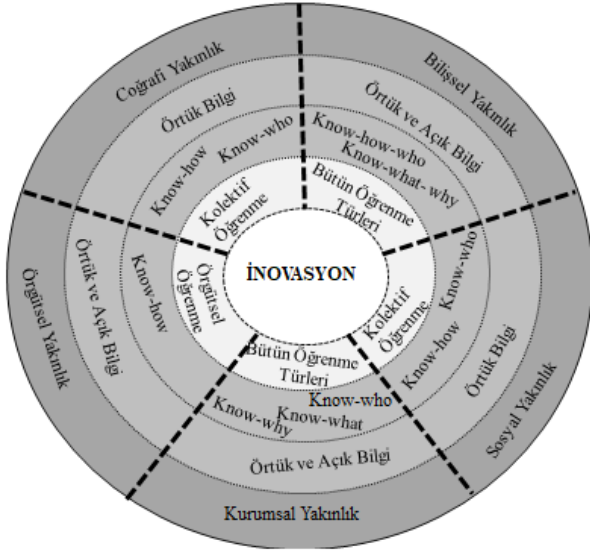 Coğrafi Yakınlık
Örtük Bilgi
Know-how
Know-who
Kolektif
Öğrenme
Bilişsel Yakınlık
Örtük ve Açık Bilgi
Know-how-who
Know-what-why
Bütün Öğrenme
Türleri
İNOVASYON
Örgütsel Yakınlık
Örtük ve Açık Bilgi
Know-how
Örgütsel
Öğrenme
Kolektif
Öğrenme
Know-who
Know-how
Örtük Bilgi
Sosyal Yakınlık
Bütün Öğrenme
Türleri
Know-who
Know-what
Know-why
Örtük ve Açık Bilgi
Kurumsal Yakınlık